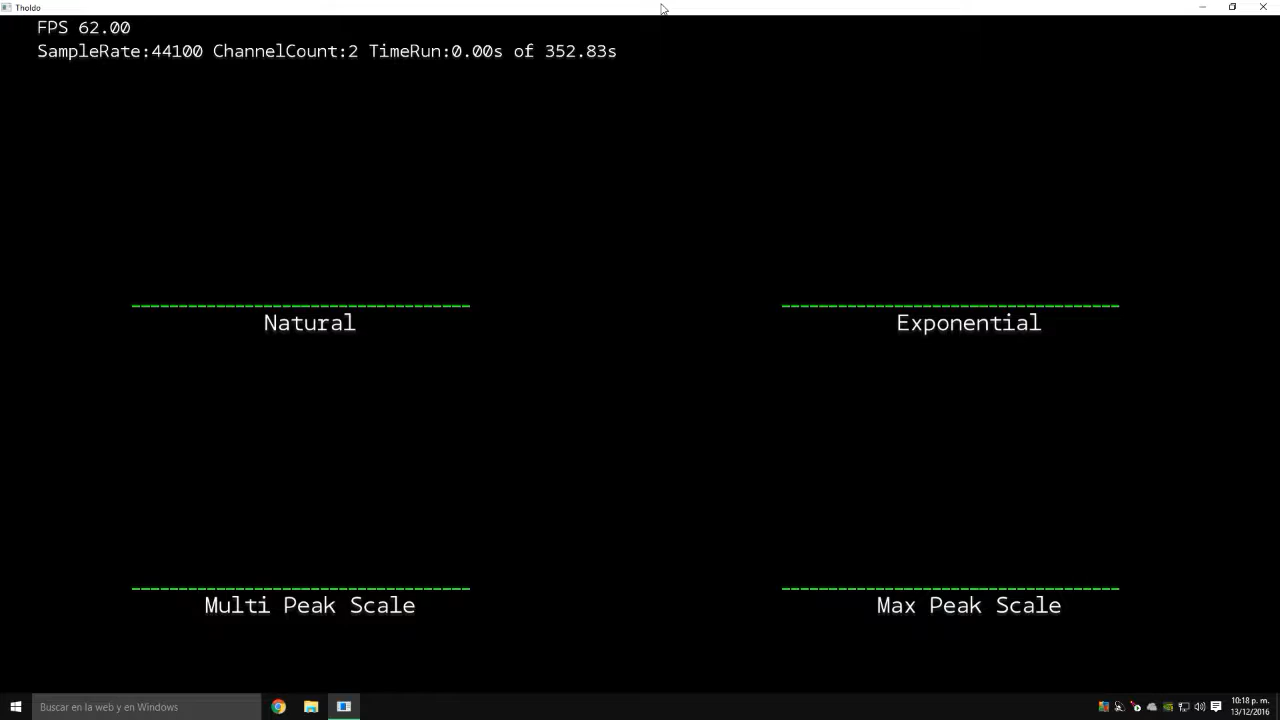 Tholdo
FPS 62.00
SampleRate:44100 ChannelCount:2 TimeRun:0.00s of 352.83s
Natural
Exponential
Multi Peak Scale
Max Peak Scale
Buscar en la web y en Windows
10:18 p. m.
13/12/2016